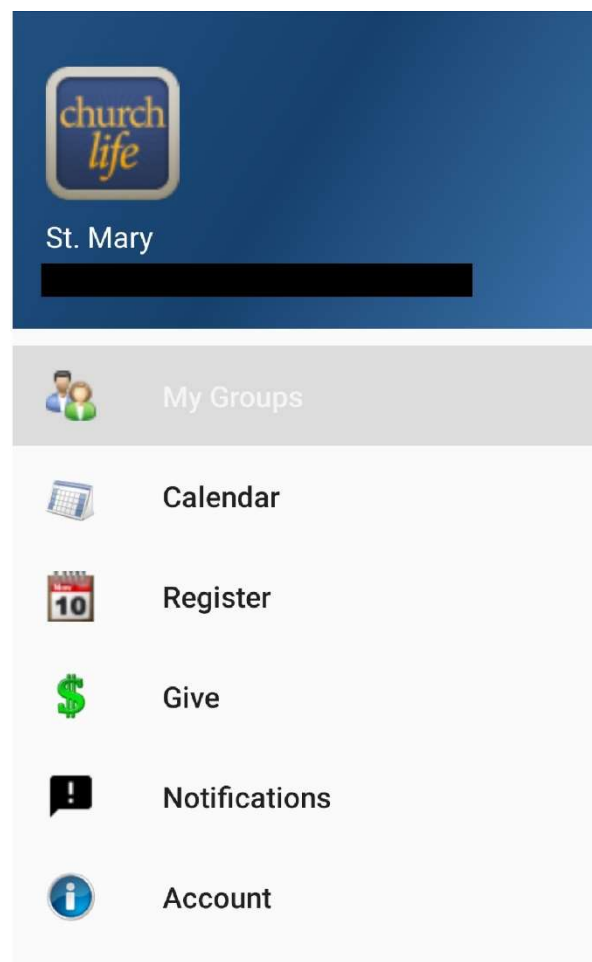 church
life
St. Mary
My Groups
Calendar
10
Register
Give
Notifications
Account